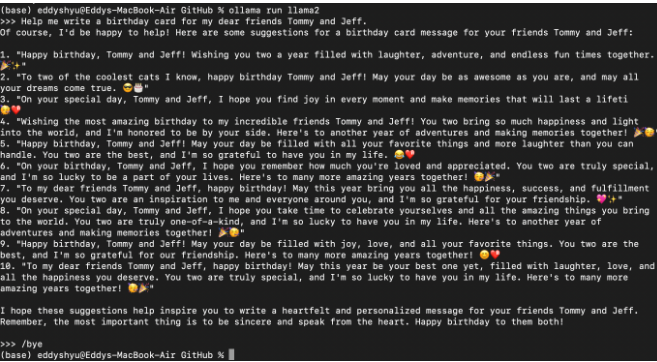 (base) eddyshyu@Eddys-MacBook-Air GitHub % ollama run llama2
>>> Help me write a birthday card for my dear friends Tommy and Jeff.
Of course, I'd be happy to help! Here are some suggestions for a birthday card message for your friends Tommy and Jeff:

1. "Happy birthday, Tommy and Jeff! Wishing you two a year filled with laughter, adventure, and endless fun times together.
🎉✨"
2. "To two of the coolest cats I know, happy birthday Tommy and Jeff! May your day be as awesome as you are, and may all
your dreams come true. 😎🎂"
3. "On your special day, Tommy and Jeff, I hope you find joy in every moment and make memories that will last a lifeti
🥳❤️
4. "Wishing the most amazing birthday to my incredible friends Tommy and Jeff! You two bring so much happiness and light
into the world, and I'm honored to be by your side. Here's to another year of adventures and making memories together! 🎉🥳"
5. "Happy birthday, Tommy and Jeff! May your day be filled with all your favorite things and more laughter than you can
handle. You two are the best, and I'm so grateful to have you in my life. 😂❤️
6. "On your birthday, Tommy and Jeff, I hope you remember how much you're loved and appreciated. You two are truly special,
and I'm so lucky to be a part of your lives. Here's to many more amazing years together! 🥳🎉"
7. "To my dear friends Tommy and Jeff, happy birthday! May this year bring you all the happiness, success, and fulfillment
you deserve. You two are an inspiration to me and everyone around you, and I'm so grateful for your friendship. 💖✨"
8. "On your special day, Tommy and Jeff, I hope you take time to celebrate yourselves and all the amazing things you bring
to the world. You two are truly one-of-a-kind, and I'm so lucky to have you in my life. Here's to another year of
adventures and making memories together! 🎉🥳"
9. "Happy birthday, Tommy and Jeff! May your day be filled with joy, love, and all your favorite things. You two are the
best, and I'm so grateful for our friendship. Here's to many more amazing years together! 😊❤️
10. "To my dear friends Tommy and Jeff, happy birthday! May this year be your best one yet, filled with laughter, love, and
all the happiness you deserve. You two are truly special, and I'm so lucky to have you in my life. Here's to many more
amazing years together! 🥳🎉"

I hope these suggestions help inspire you to write a heartfelt and personalized message for your friends Tommy and Jeff.
Remember, the most important thing is to be sincere and speak from the heart. Happy birthday to them both!

>>> /bye
(base) eddyshyu@Eddys-MacBook-Air GitHub %